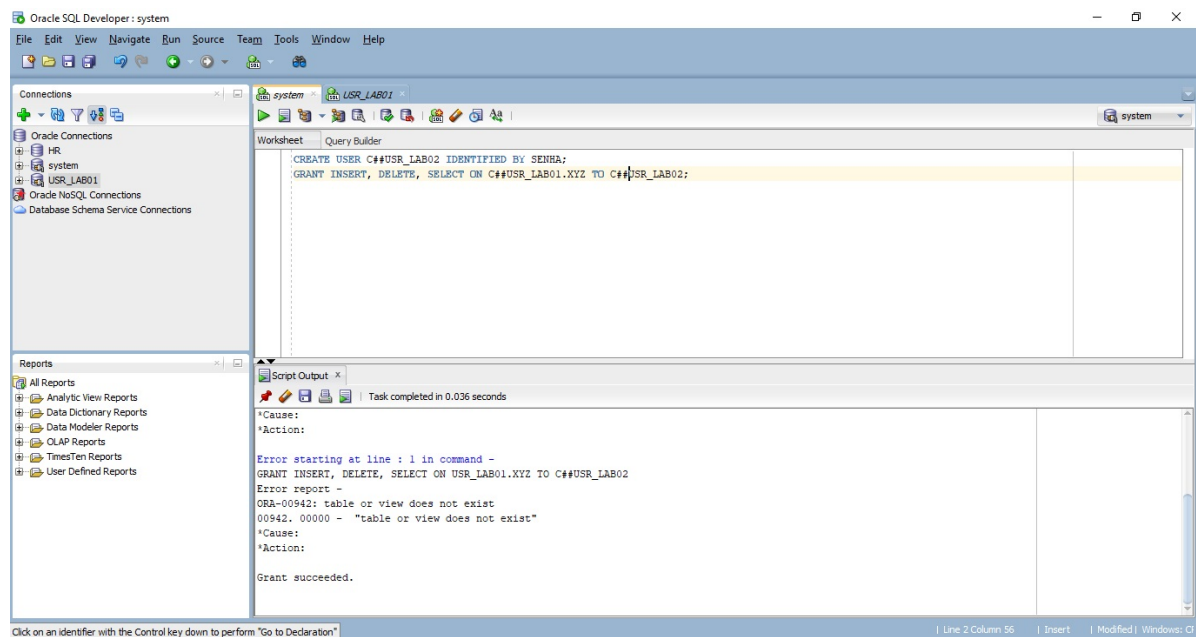 Oracle SQL Developer : system
File Edit View Navigate Run Source Team Tools Window Help
Connections
Oracle Connections
HR
system
USR_LAB01
Oracle NoSQL Connections
Database Schema Service Connections
Reports
All Reports
Analytic View Reports
Data Dictionary Reports
Data Modeler Reports
OLAP Reports
TimesTen Reports
User Defined Reports
system USR_LAB01
system
Worksheet Query Builder
CREATE USER C##USR_LAB02 IDENTIFIED BY SENHA;
GRANT INSERT, DELETE, SELECT ON C##USR_LAB01.XYZ TO C##USR_LAB02;
Script Output x
Task completed in 0.036 seconds
*Cause:
*Action:
Error starting at line : 1 in command -
GRANT INSERT, DELETE, SELECT ON USR_LAB01.XYZ TO C##USR_LAB02
Error report -
ORA-00942: table or view does not exist
00942. 00000 - "table or view does not exist"
*Cause:
*Action:
Grant succeeded.
Click on an identifier with the Control key down to perform "Go to Declaration"
Line 2 Column 56 | Insert | Modified | Windows: C